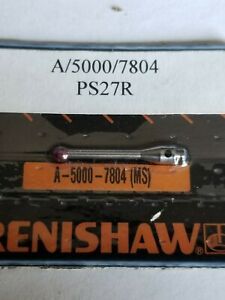 A/5000/7804
PS27R
A-5000-7804 (MS)
RENISHAW